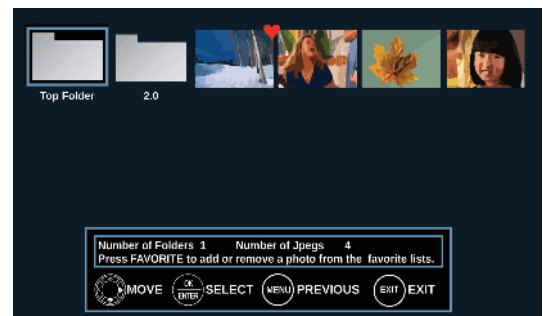 Top Folder 2.0
Number of Folders 1 Number of Jpegs 4
Press FAVORITE to add or remove a photo from the favorite lists.
MOVE OK ENTER SELECT MENU PREVIOUS EXIT EXIT